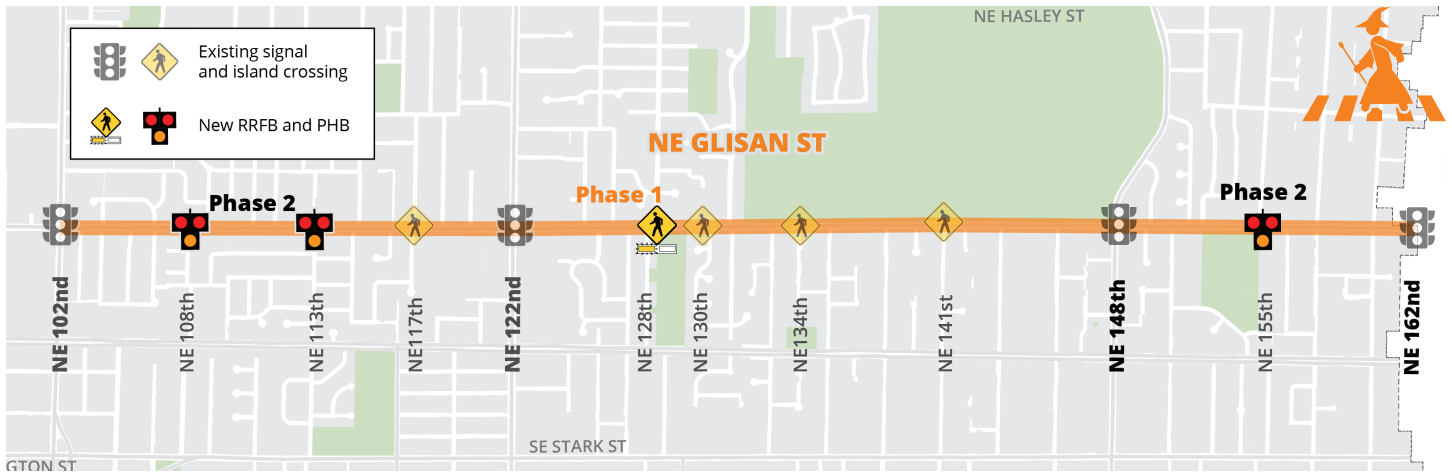 NE HASLEY ST
Existing signal
and island crossing
New RRFB and PHB
NE GLISAN ST
Phase 2
Phase 1
Phase 2
NE 102nd
NE 108th
NE 113th
NE117th
NE 122nd
NE 128th
NE 130th
NE134th
NE 141st
NE 148th
NE 155th
NE 162nd
SE STARK ST
GTON ST